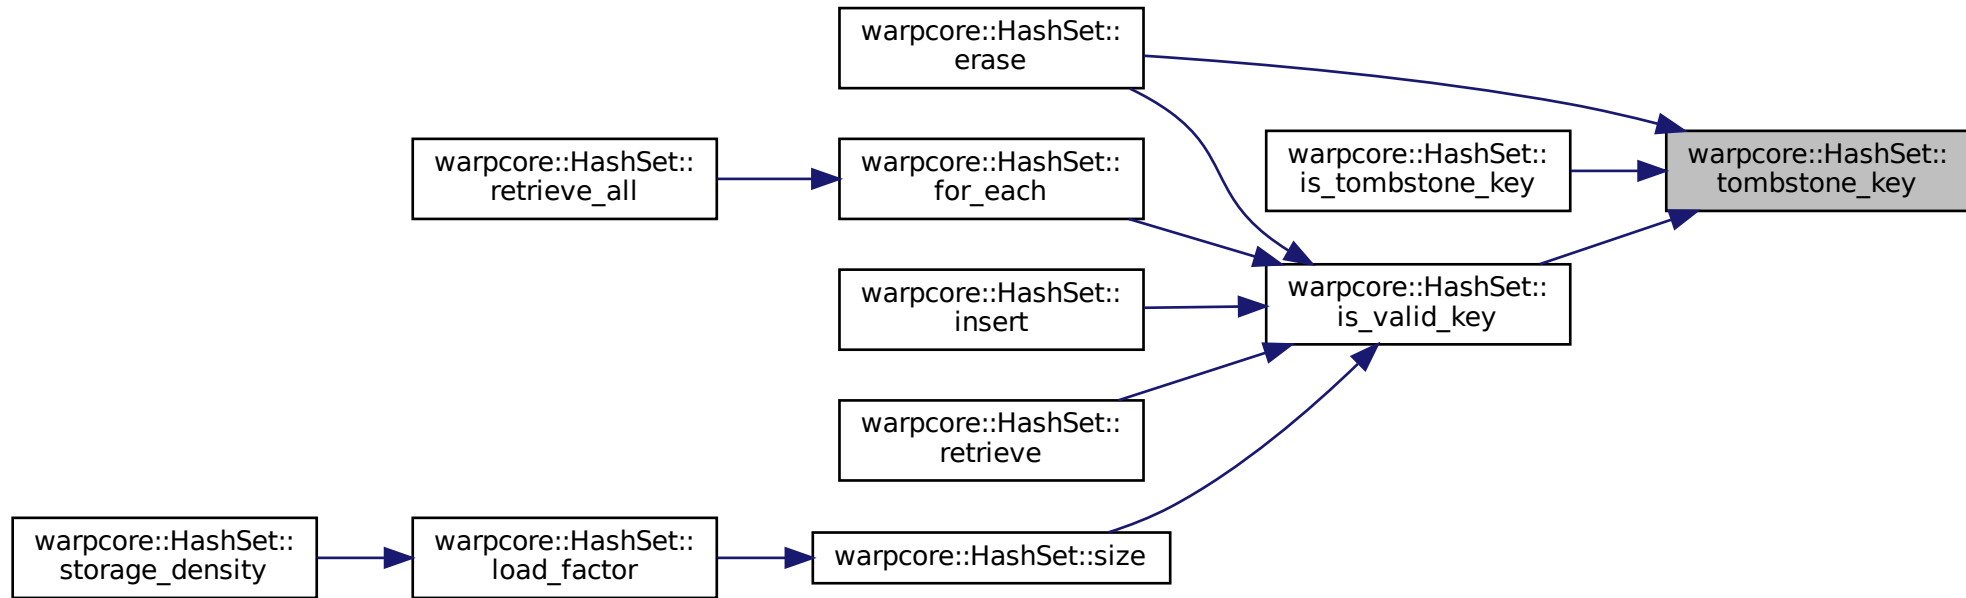 warpcore::HashSet::
erase
warpcore::HashSet::
retrieve_all
warpcore::HashSet::
for_each
warpcore::HashSet::
is_tombstone_key
warpcore::HashSet::
tombstone_key
warpcore::HashSet::
insert
warpcore::HashSet::
is_valid_key
warpcore::HashSet::
retrieve
warpcore::HashSet::
storage_density
warpcore::HashSet::
load_factor
warpcore::HashSet::size